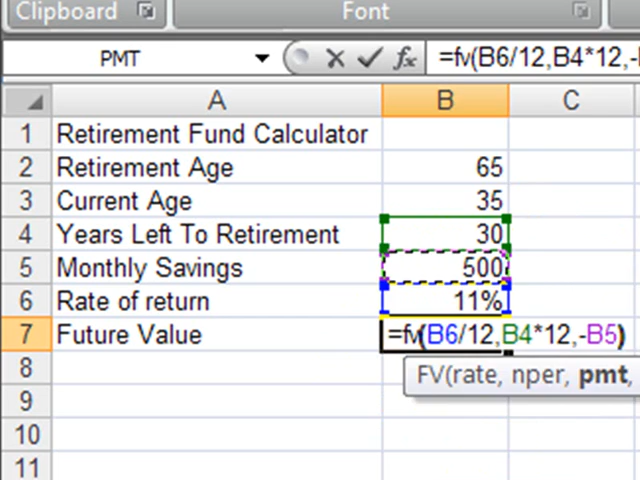 Clipboard Font
PMT =fv(B6/12,B4*12,-
A B C
1 Retirement Fund Calculator
2 Retirement Age 65
3 Current Age 35
4 Years Left To Retirement 30
5 Monthly Savings 500
6 Rate of return 11%
7 Future Value =fv(B6/12,B4*12,-B5)
8 FV(rate, nper, pmt,
9
10
11